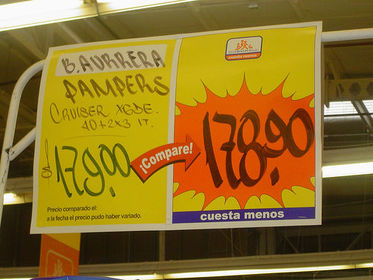 B. AURRERA
PAMPERS
CRUISER XGDE.
40+2x3 IT.
$179.00
¡Compare!
178.90
Precio comparado el:
a la fecha el precio pudo haber variado.
cuesta menos